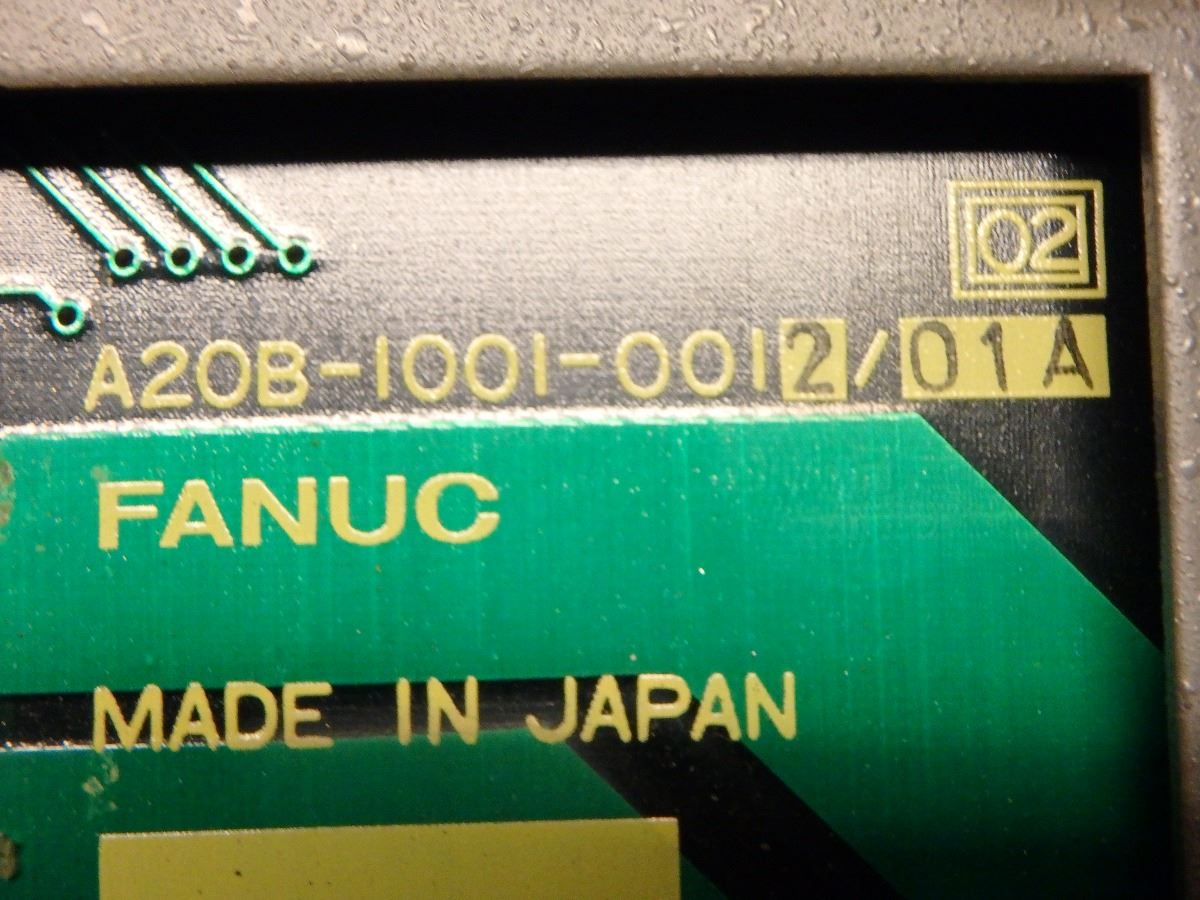 02
A20B-1001-0012/01A
FANUC
MADE IN JAPAN